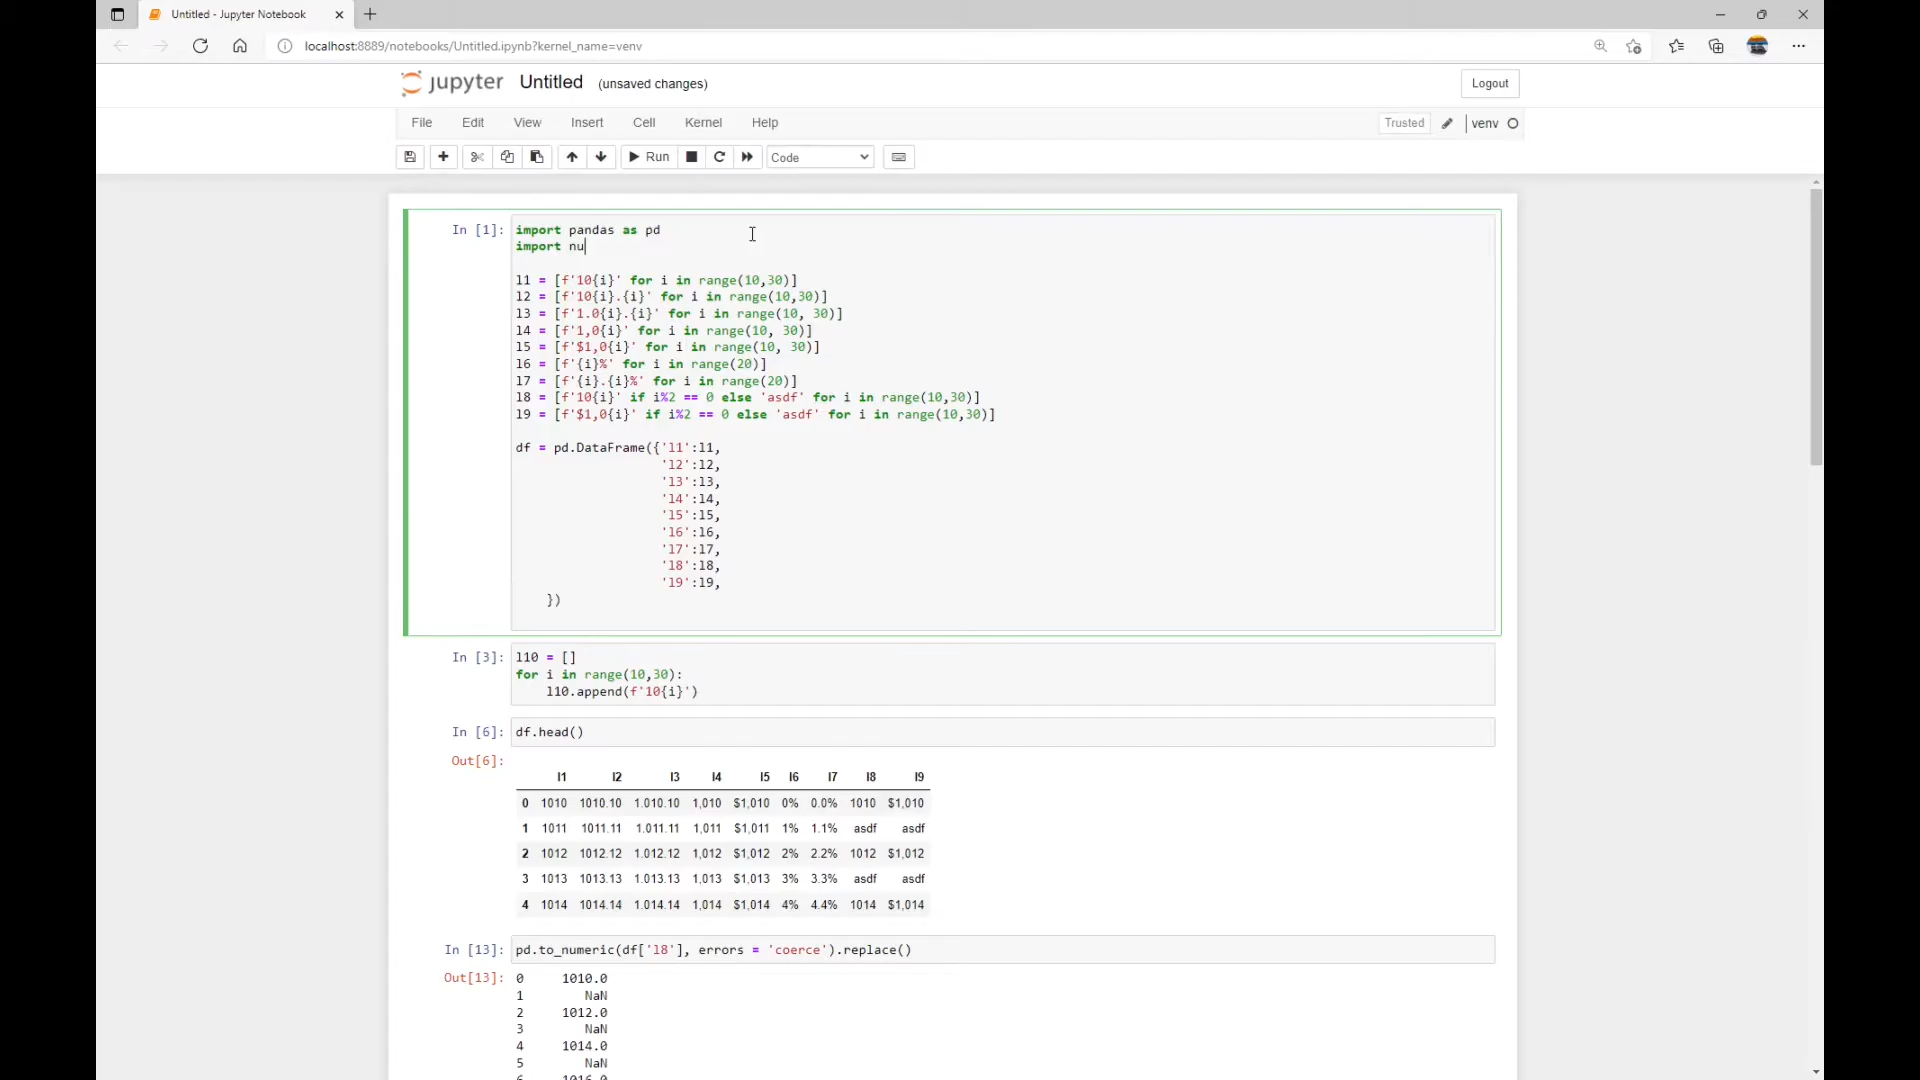 Untitled - Jupyter Notebook
localhost:8889/notebooks/Untitled.ipynb?kernel_name=venv
jupyter Untitled (unsaved changes)
Logout
File Edit View Insert Cell Kernel Help
Trusted venv
Run Code
In [1]:
import pandas as pd
import nu
l1 = [f'10{i}' for i in range(10,30)]
l2 = [f'10{i}.{i}' for i in range(10,30)]
l3 = [f'1.0{i}.{i}' for i in range(10, 30)]
l4 = [f'1,0{i}' for i in range(10, 30)]
l5 = [f'$1,0{i}' for i in range(10, 30)]
l6 = [f'{i}%' for i in range(20)]
l7 = [f'{i}.{i}%' for i in range(20)]
l8 = [f'10{i}' if i%2 == 0 else 'asdf' for i in range(10,30)]
l9 = [f'$1,0{i}' if i%2 == 0 else 'asdf' for i in range(10,30)]
df = pd.DataFrame({'l1':l1,
'l2':l2,
'l3':l3,
'l4':l4,
'l5':l5,
'l6':l6,
'l7':l7,
'l8':l8,
'l9':l9,
})
In [3]:
l10 = []
for i in range(10,30):
l10.append(f'10{i}')
In [6]:
df.head()
Out[6]:
l1 l2 l3 l4 l5 l6 l7 l8 l9
0 1010 1010.10 1.010.10 1,010 $1,010 0% 0.0% 1010 $1,010
1 1011 1011.11 1.011.11 1,011 $1,011 1% 1.1% asdf asdf
2 1012 1012.12 1.012.12 1,012 $1,012 2% 2.2% 1012 $1,012
3 1013 1013.13 1.013.13 1,013 $1,013 3% 3.3% asdf asdf
4 1014 1014.14 1.014.14 1,014 $1,014 4% 4.4% 1014 $1,014
In [13]:
pd.to_numeric(df['l8'], errors = 'coerce').replace()
Out[13]:
0 1010.0
1 NaN
2 1012.0
3 NaN
4 1014.0
5 NaN
6 1016.0